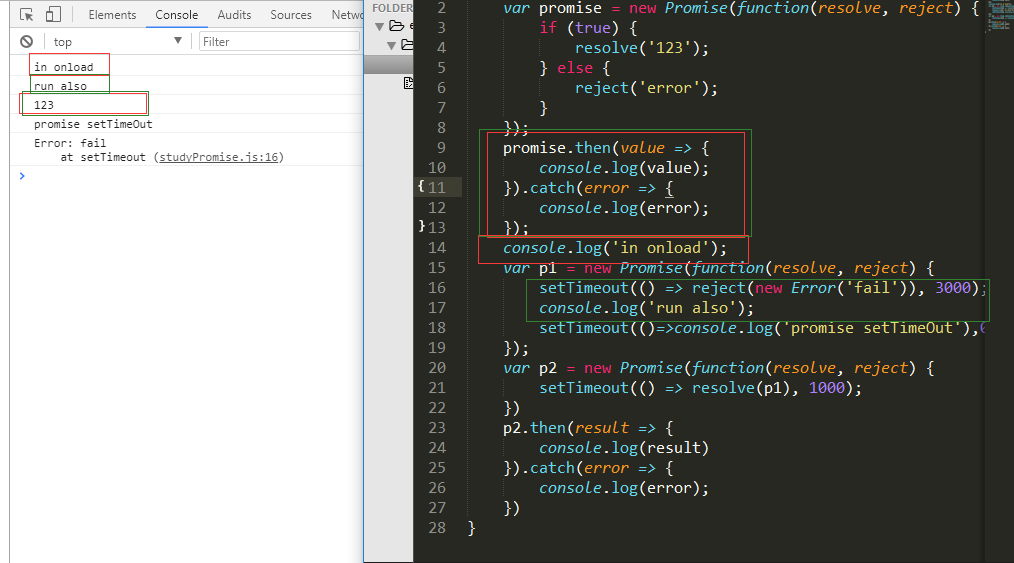 Elements Console Audits Sources Netwo
top ▼ Filter
in onload
run also
123
promise setTimeOut
Error: fail
at setTimeout (studyPromise.js:16)
>
FOLDER
2 var promise = new Promise(function(resolve, reject) {
3 if (true) {
4 resolve('123');
5 } else {
6 reject('error');
7 }
8 });
9 promise.then(value => {
10 console.log(value);
{ 11 }).catch(error => {
12 console.log(error);
} 13 });
14 console.log('in onload');
15 var p1 = new Promise(function(resolve, reject) {
16 setTimeout(() => reject(new Error('fail')), 3000);
17 console.log('run also');
18 setTimeout(()=>console.log('promise setTimeOut'),0
19 });
20 var p2 = new Promise(function(resolve, reject) {
21 setTimeout(() => resolve(p1), 1000);
22 })
23 p2.then(result => {
24 console.log(result)
25 }).catch(error => {
26 console.log(error);
27 })
28 }